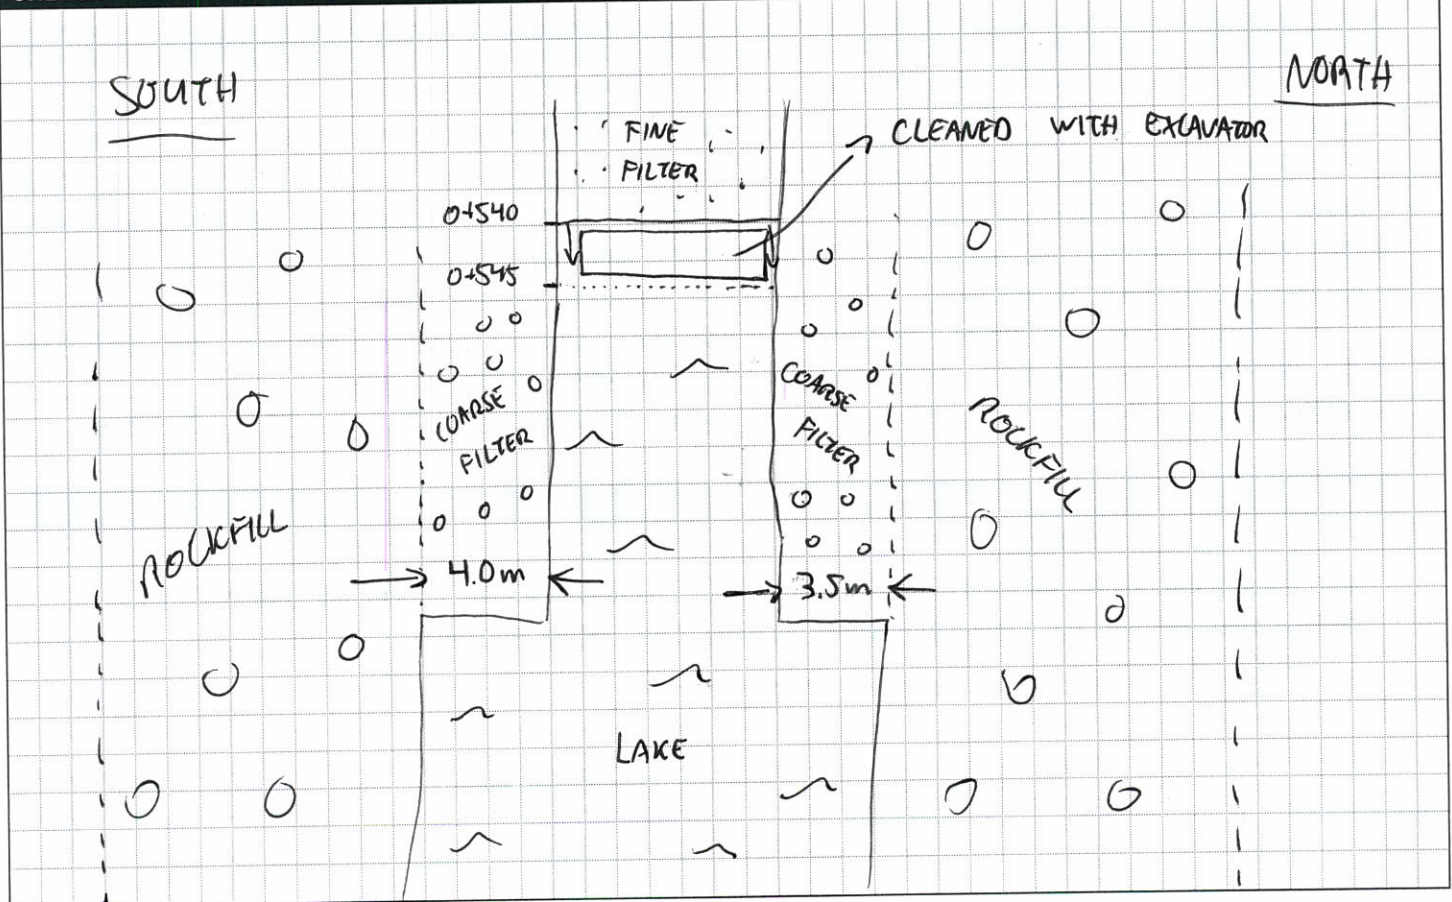 SOUTH
NORTH
FINE
FILTER
CLEANED WITH EXCAVATOR
0+540
0+545
COARSE
FILTER
COARSE
FILTER
ROCKFILL
ROCKFILL
4.0m
3.5m
LAKE